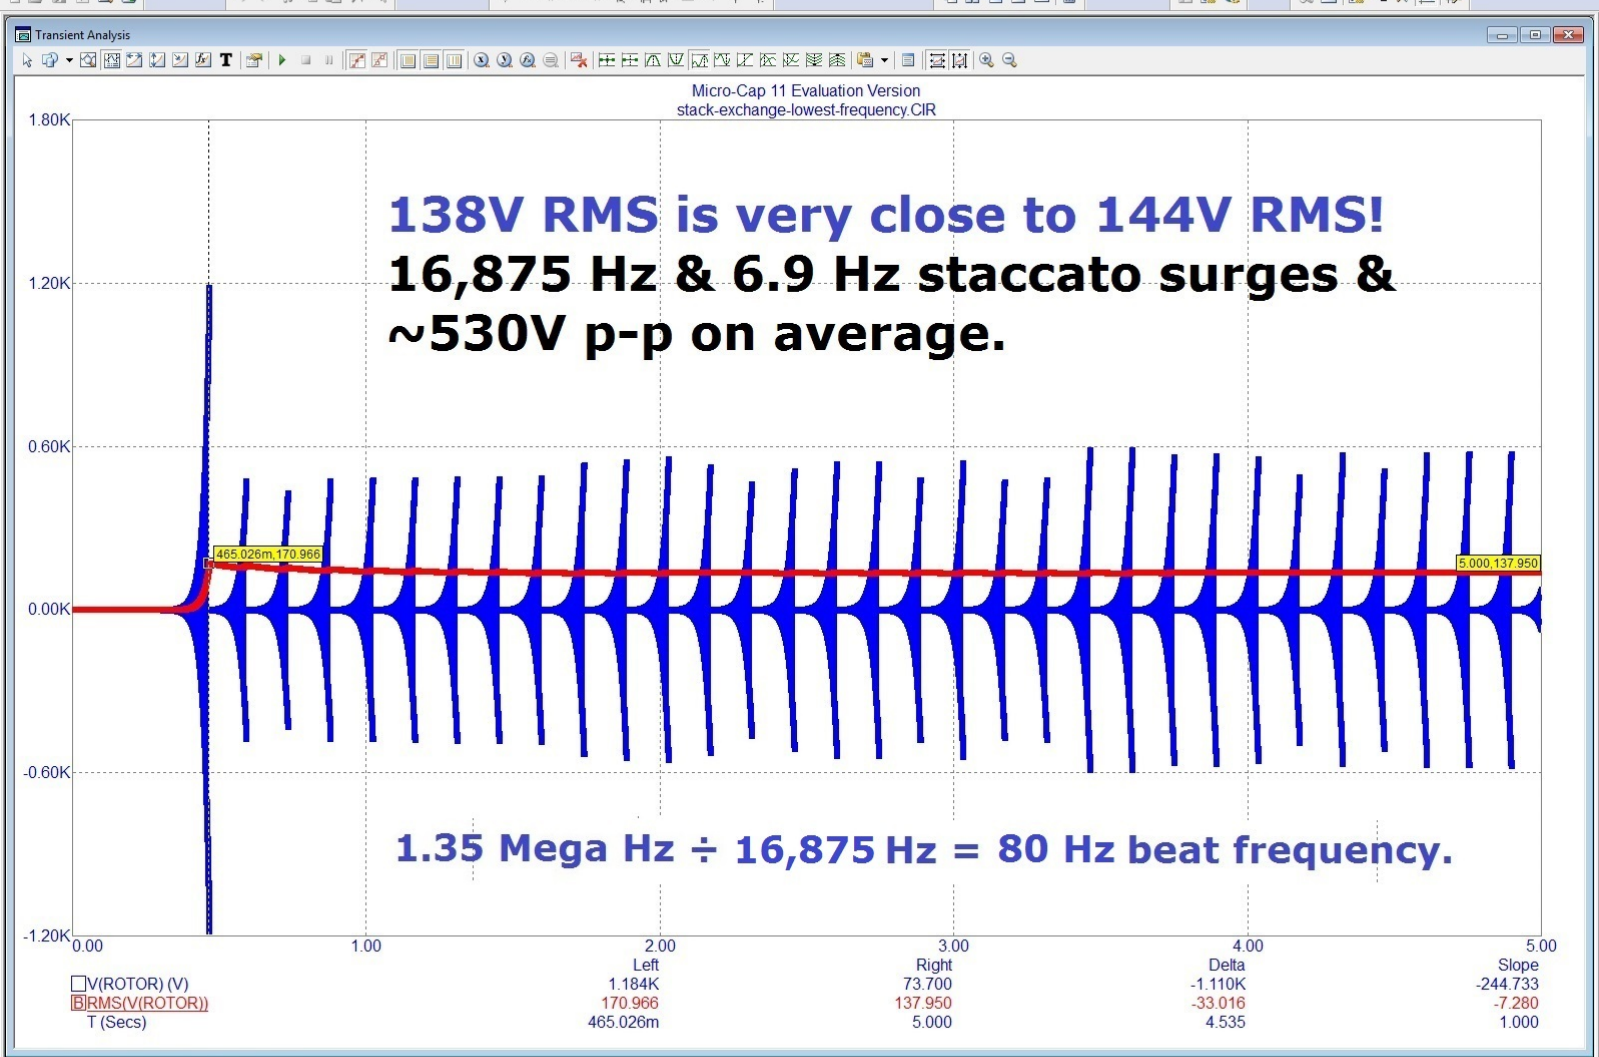 Transient Analysis
T
Micro-Cap 11 Evaluation Version
stack-exchange-lowest-frequency.CIR
1.80K
138V RMS is very close to 144V RMS!
16,875 Hz & 6.9 Hz staccato surges &
~530V p-p on average.
1.20K
0.60K
465.026m,170.966
5.000,137.950
0.00K
-0.60K
1.35 Mega Hz ÷ 16,875 Hz = 80 Hz beat frequency.
-1.20K
0.00 1.00 2.00 3.00 4.00 5.00
Left Right Delta Slope
V(ROTOR) (V) 1.184K 73.700 -1.110K -244.733
B RMS(V(ROTOR)) 170.966 137.950 -33.016 -7.280
T (Secs) 465.026m 5.000 4.535 1.000